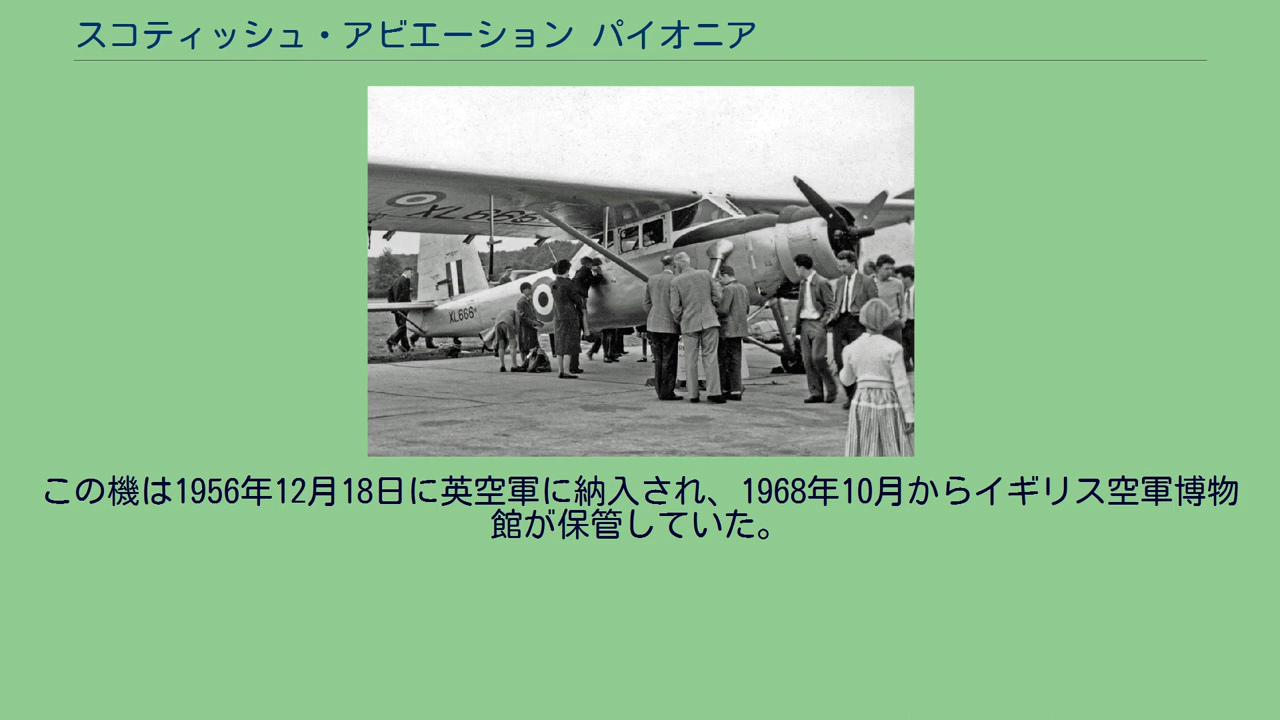 スコティッシュ・アビエーション パイオニア
XL666
XL666
この機は1956年12月18日に英空軍に納入され、1968年10月からイギリス空軍博物
館が保管していた。